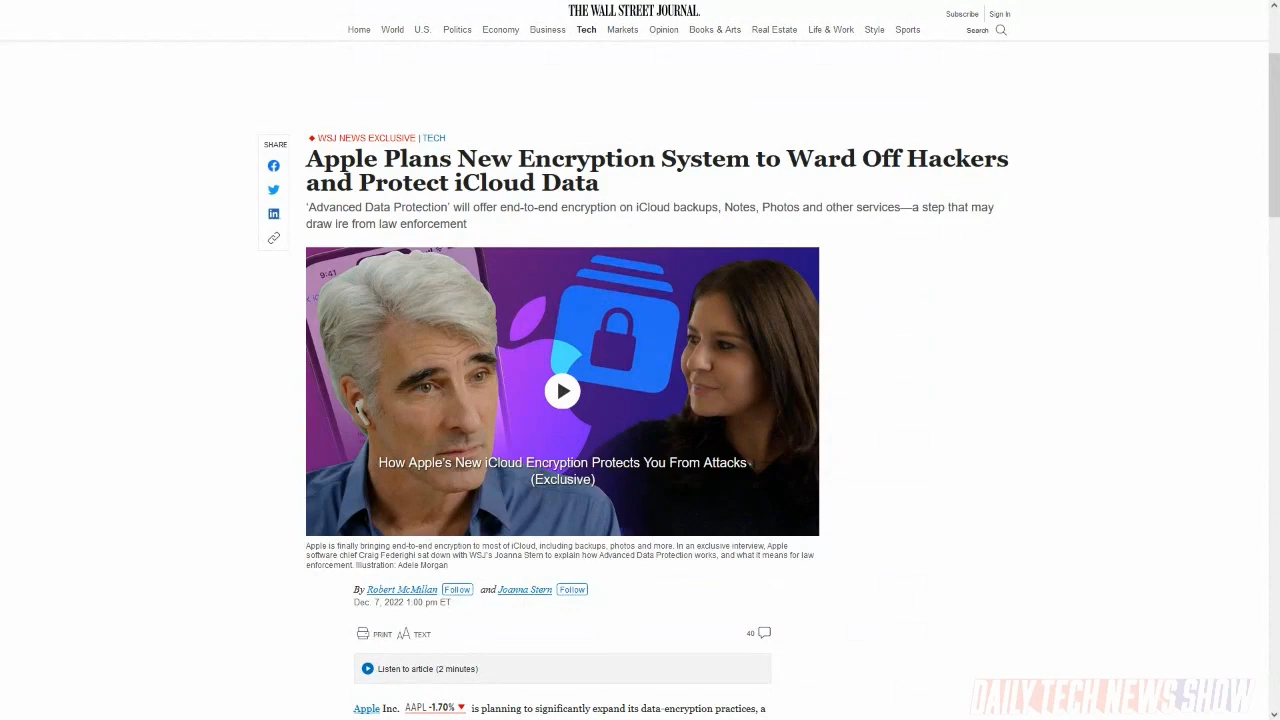 THE WALL STREET JOURNAL.
Subscribe Sign In
Home World U.S. Politics Economy Business Tech Markets Opinion Books & Arts Real Estate Life & Work Style Sports
Search
SHARE
WSJ NEWS EXCLUSIVE | TECH
Apple Plans New Encryption System to Ward Off Hackers
and Protect iCloud Data
‘Advanced Data Protection’ will offer end-to-end encryption on iCloud backups, Notes, Photos and other services—a step that may
draw ire from law enforcement
9:41
How Apple's New iCloud Encryption Protects You From Attacks
(Exclusive)
Apple is finally bringing end-to-end encryption to most of iCloud, including backups, photos and more. In an exclusive interview, Apple
software chief Craig Federighi sat down with WSJ's Joanna Stern to explain how Advanced Data Protection works, and what it means for law
enforcement. Illustration: Adele Morgan
By Robert McMillan Follow and Joanna Stern Follow
Dec. 7, 2022 1:00 pm ET
PRINT AA TEXT
40
Listen to article (2 minutes)
Apple Inc. AAPL -1.70% ▼ is planning to significantly expand its data-encryption practices, a
DAILY TECH NEWS SHOW